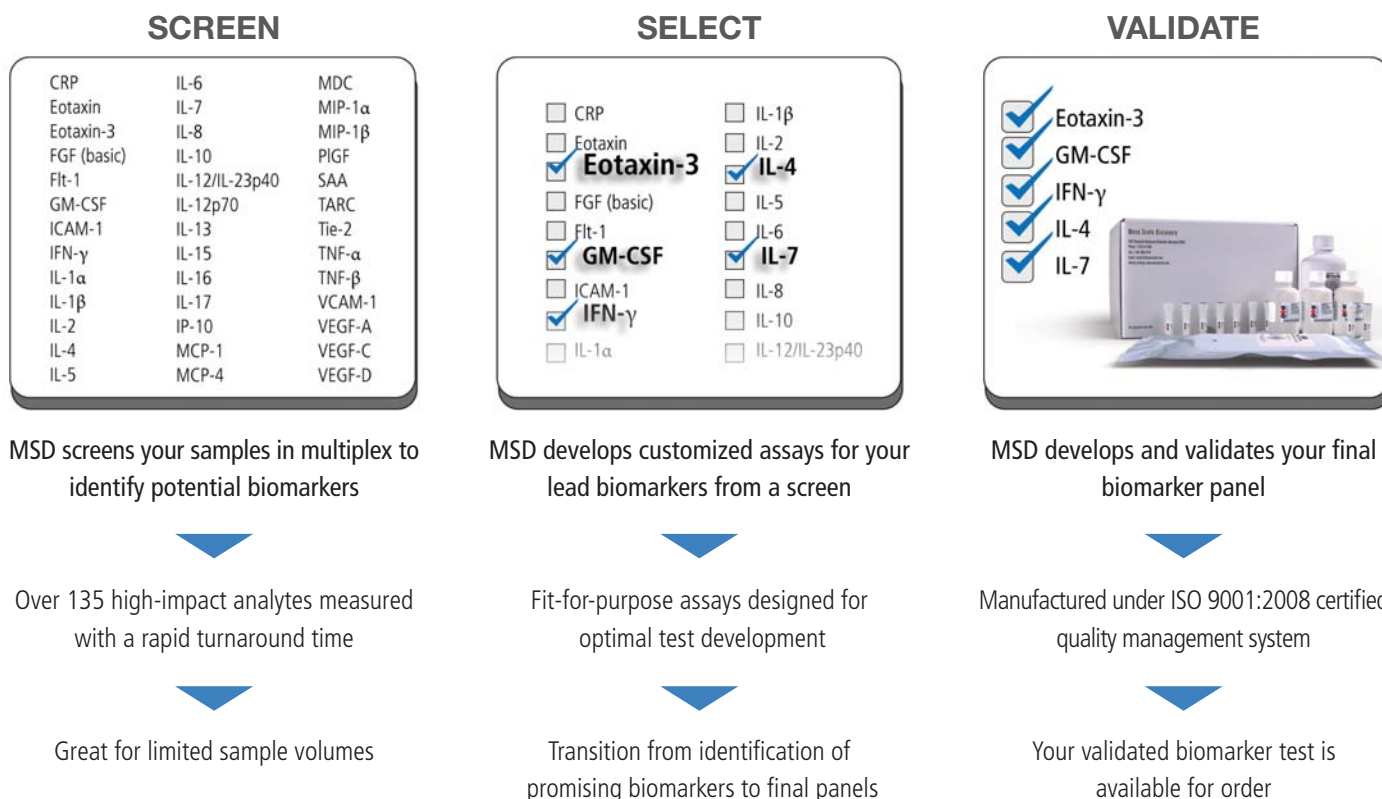 SCREEN
CRP
Eotaxin
Eotaxin-3
FGF (basic)
Flt-1
GM-CSF
ICAM-1
IFN-γ
IL-1α
IL-1β
IL-2
IL-4
IL-5
IL-6
IL-7
IL-8
IL-10
IL-12/IL-23p40
IL-12p70
IL-13
IL-15
IL-16
IL-17
IP-10
MCP-1
MCP-4
MDC
MIP-1α
MIP-1β
PlGF
SAA
TARC
Tie-2
TNF-α
TNF-β
VCAM-1
VEGF-A
VEGF-C
VEGF-D
MSD screens your samples in multiplex to
identify potential biomarkers
Over 135 high-impact analytes measured
with a rapid turnaround time
Great for limited sample volumes
SELECT
CRP
Eotaxin
Eotaxin-3
FGF (basic)
Flt-1
GM-CSF
ICAM-1
IFN-γ
IL-1α
IL-1β
IL-2
IL-4
IL-5
IL-6
IL-7
IL-8
IL-10
IL-12/IL-23p40
MSD develops customized assays for your
lead biomarkers from a screen
Fit-for-purpose assays designed for
optimal test development
Transition from identification of
promising biomarkers to final panels
VALIDATE
Eotaxin-3
GM-CSF
IFN-γ
IL-4
IL-7
Meso Scale Discovery
MSD develops and validates your final
biomarker panel
Manufactured under ISO 9001:2008 certified
quality management system
Your validated biomarker test is
available for order